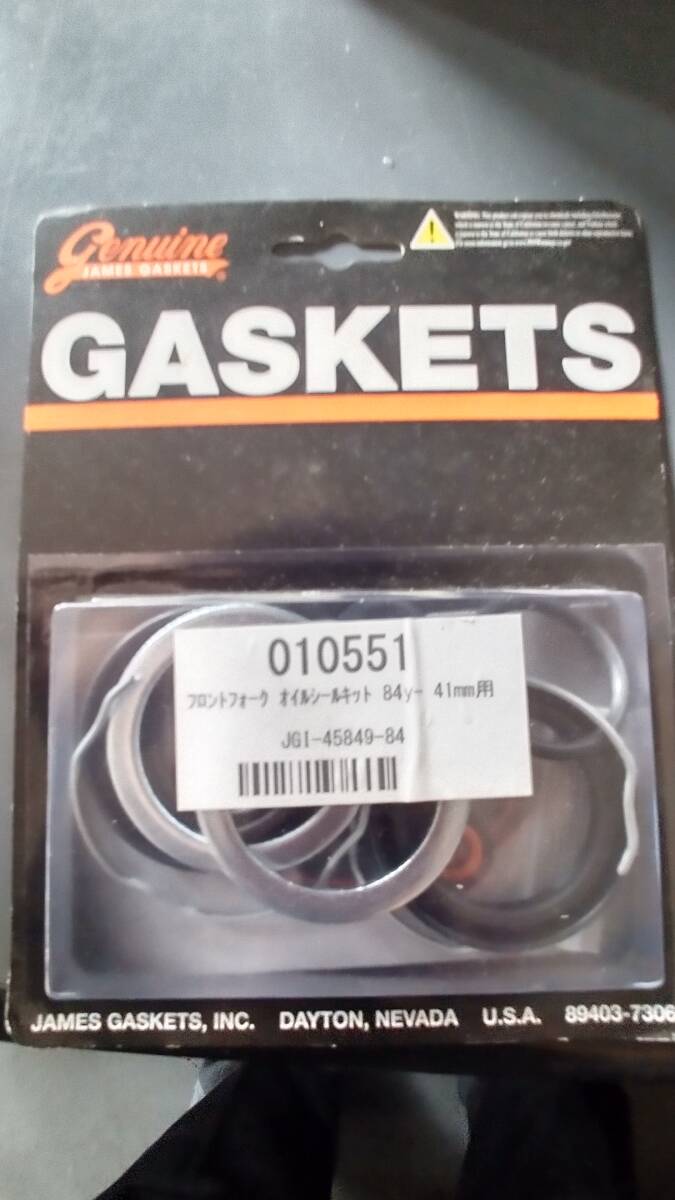 Genuine
JAMES GASKETS®
GASKETS
010551
フロントフォーク オイルシールキット 84y- 41mm用
JGI-45849-84
JAMES GASKETS, INC. DAYTON, NEVADA U.S.A. 89403-7306